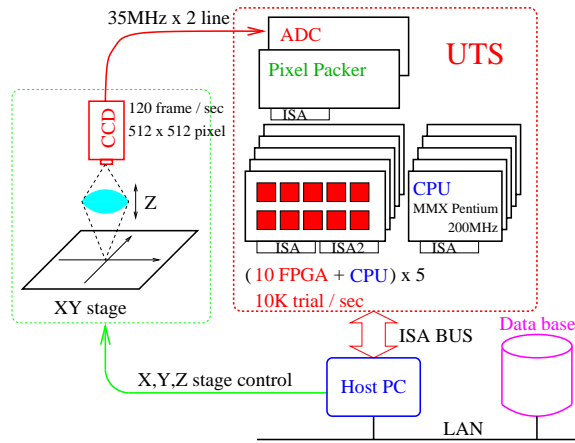 35MHz x 2 line
ADC
UTS
Pixel Packer
ISA
CCD
120 frame / sec
512 x 512 pixel
Z
XY stage
CPU
MMX Pentium
200MHz
ISA
ISA2
ISA
(10 FPGA + CPU) x 5
10K trial / sec
ISA BUS
Data base
X,Y,Z stage control
Host PC
LAN